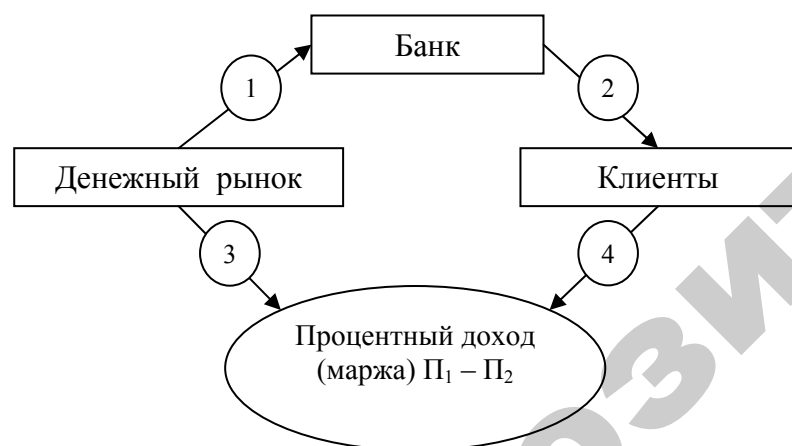 Банк
1
2
Денежный рынок
Клиенты
3
4
Процентный доход
(маржа) П₁ – П₂